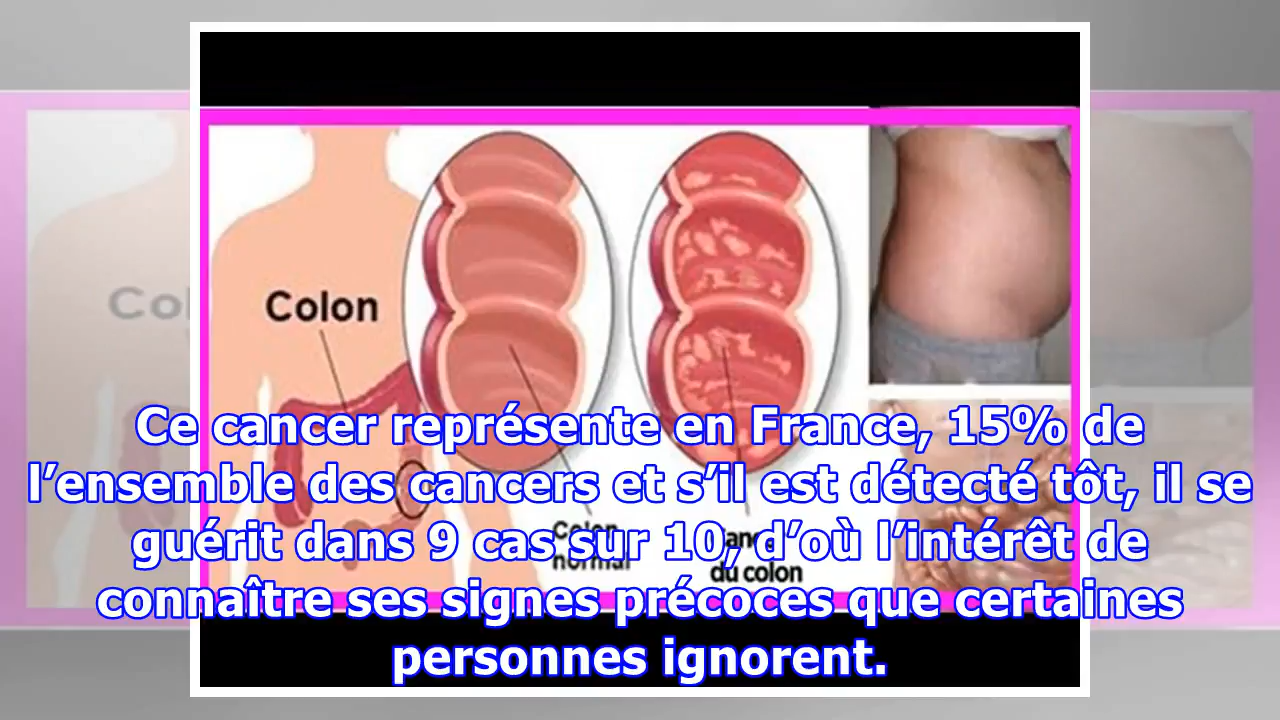 Colon
Ce cancer représente en France, 15% de
l’ensemble des cancers et s’il est détecté tôt, il se
guérit dans 9 cas sur 10, d’où l’intérêt de
connaître ses signes précoces que certaines
personnes ignorent.
Colon
normal
du colon